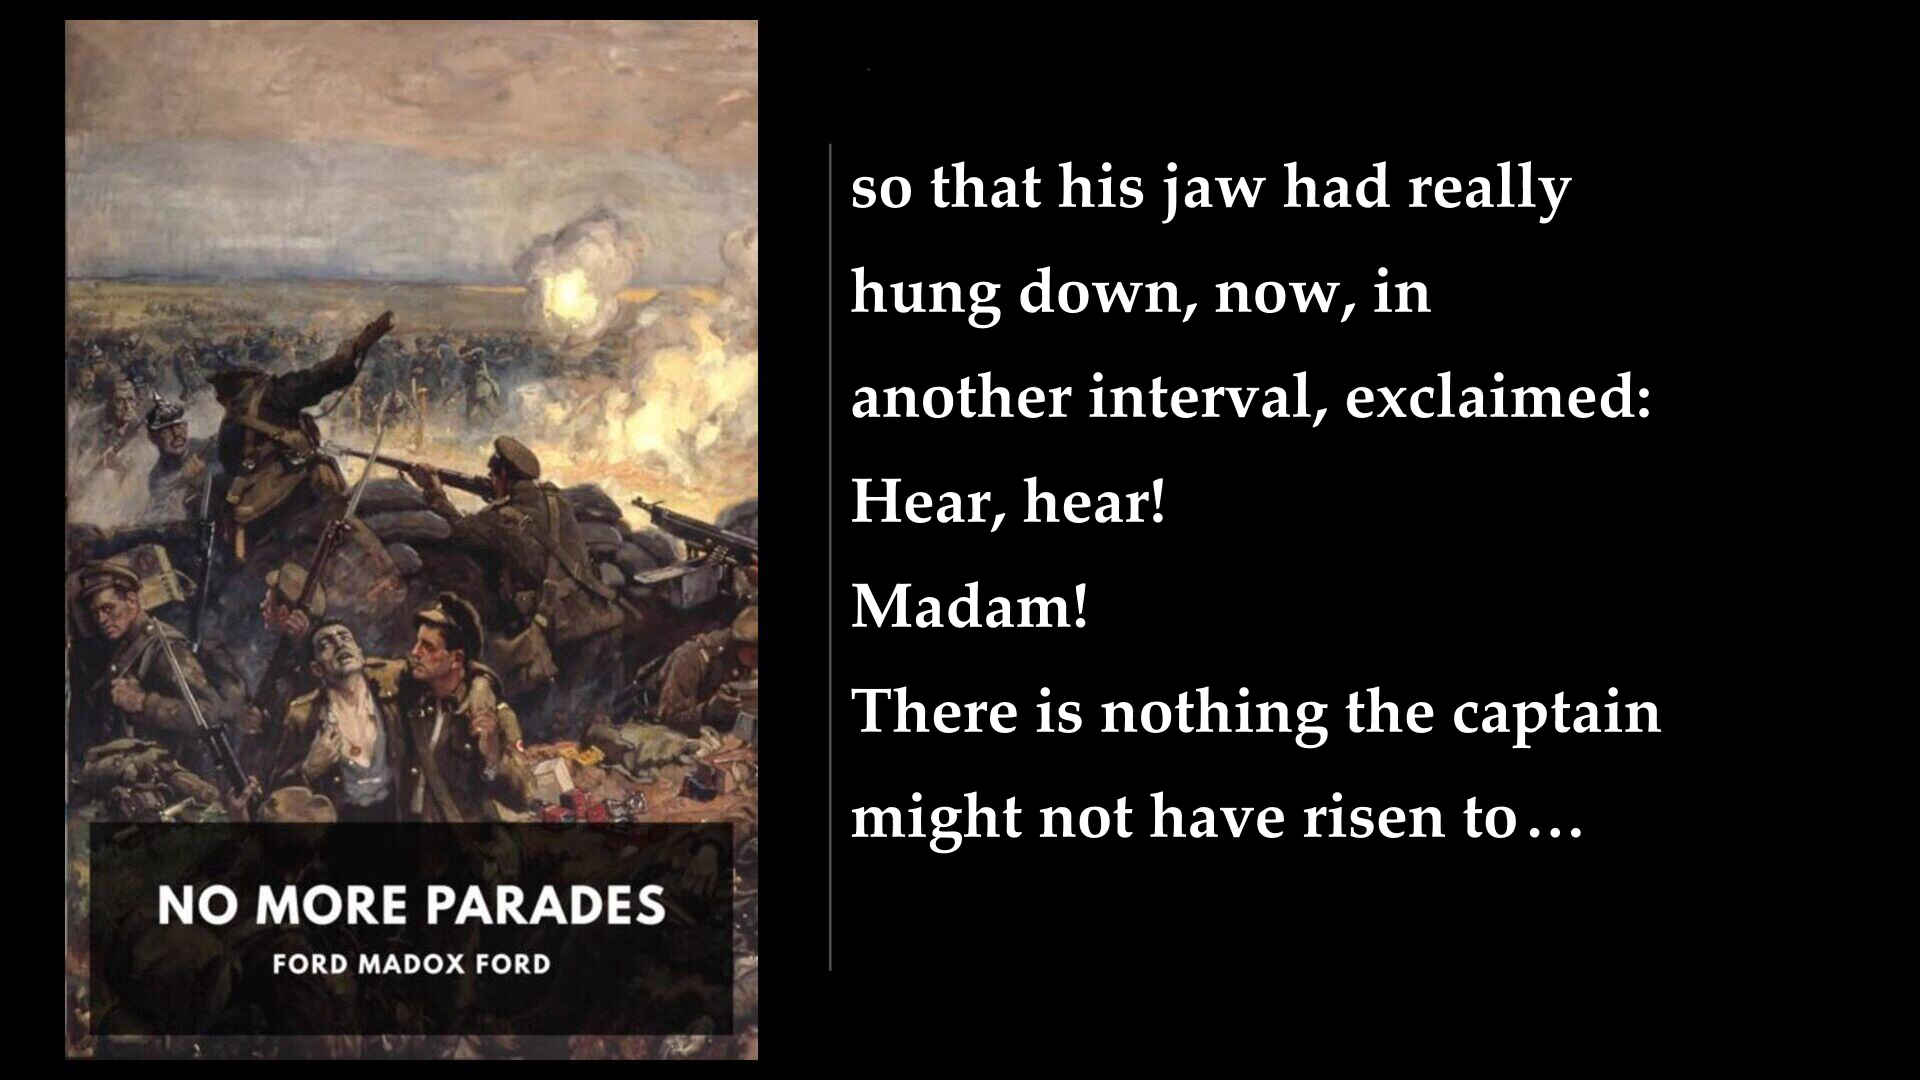 NO MORE PARADES
FORD MADOX FORD
so that his jaw had really
hung down, now, in
another interval, exclaimed:
Hear, hear!
Madam!
There is nothing the captain
might not have risen to…